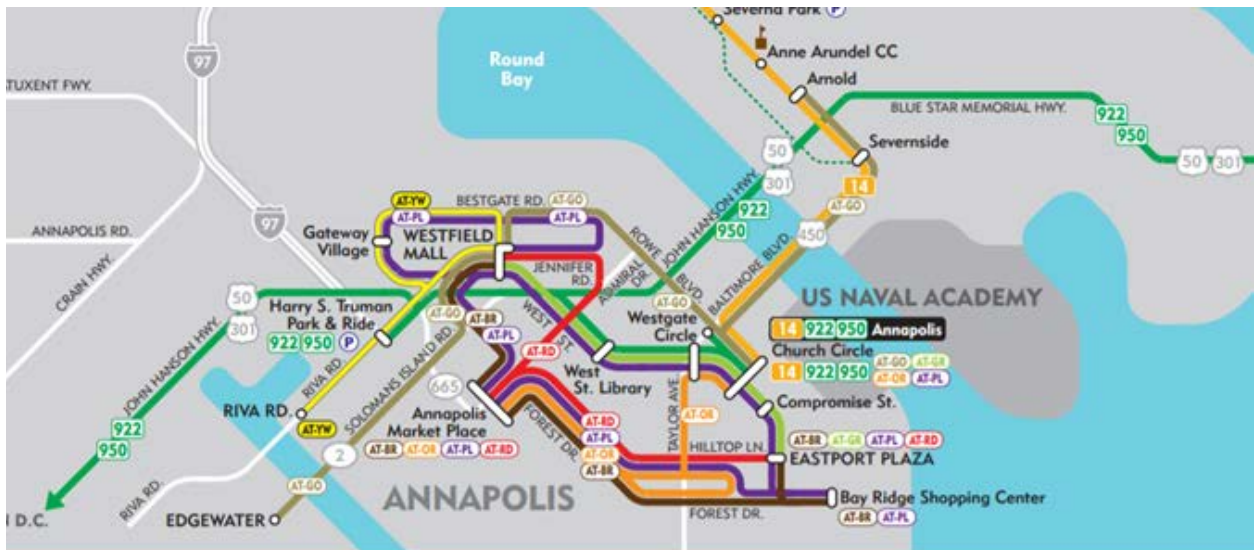 Severna Park P
97
Anne Arundel CC
TUXENT FWY.
Round
Bay
Arnold
BLUE STAR MEMORIAL HWY.
922
950
50
Severnside
50 301
301
14
AT-YW
AT-PL
BESTGATE RD. AT-GO
AT-PL
AT-GO
97
ANNAPOLIS RD.
Gateway
Village
WESTFIELD
MALL
ROWE BLVD.
JOHN HANSON HWY.
922
950
450
CRAIN HWY.
JENNIFER
RD.
ADMIRAL DR.
BALTIMORE BLVD.
50
301
Harry S. Truman
Park & Ride
922 950 P
AT-GO
AT-BR
AT-PL
WEST ST.
AT-GO
Westgate
Circle
US NAVAL ACADEMY
14 922 950 Annapolis
Church Circle
14 922 950 AT-GO AT-GR
AT-OR AT-PL
JOHN HANSON HWY.
RIVA RD.
SOLOMANS ISLAND RD.
AT-RD
West
St. Library
665
TAYLOR AVE.
Compromise St.
RIVA RD.
AT-YW
Annapolis
Market Place
AT-BR AT-OR AT-PL AT-RD
FOREST DR.
AT-RD
AT-PL
AT-OR
AT-BR
AT-OR
922
950
2
HILLTOP LN.
AT-BR AT-GR AT-PL AT-RD
EASTPORT PLAZA
AT-GO
RIVA RD.
ANNAPOLIS
Bay Ridge Shopping Center
AT-BR AT-PL
N D.C.
EDGEWATER
FOREST DR.